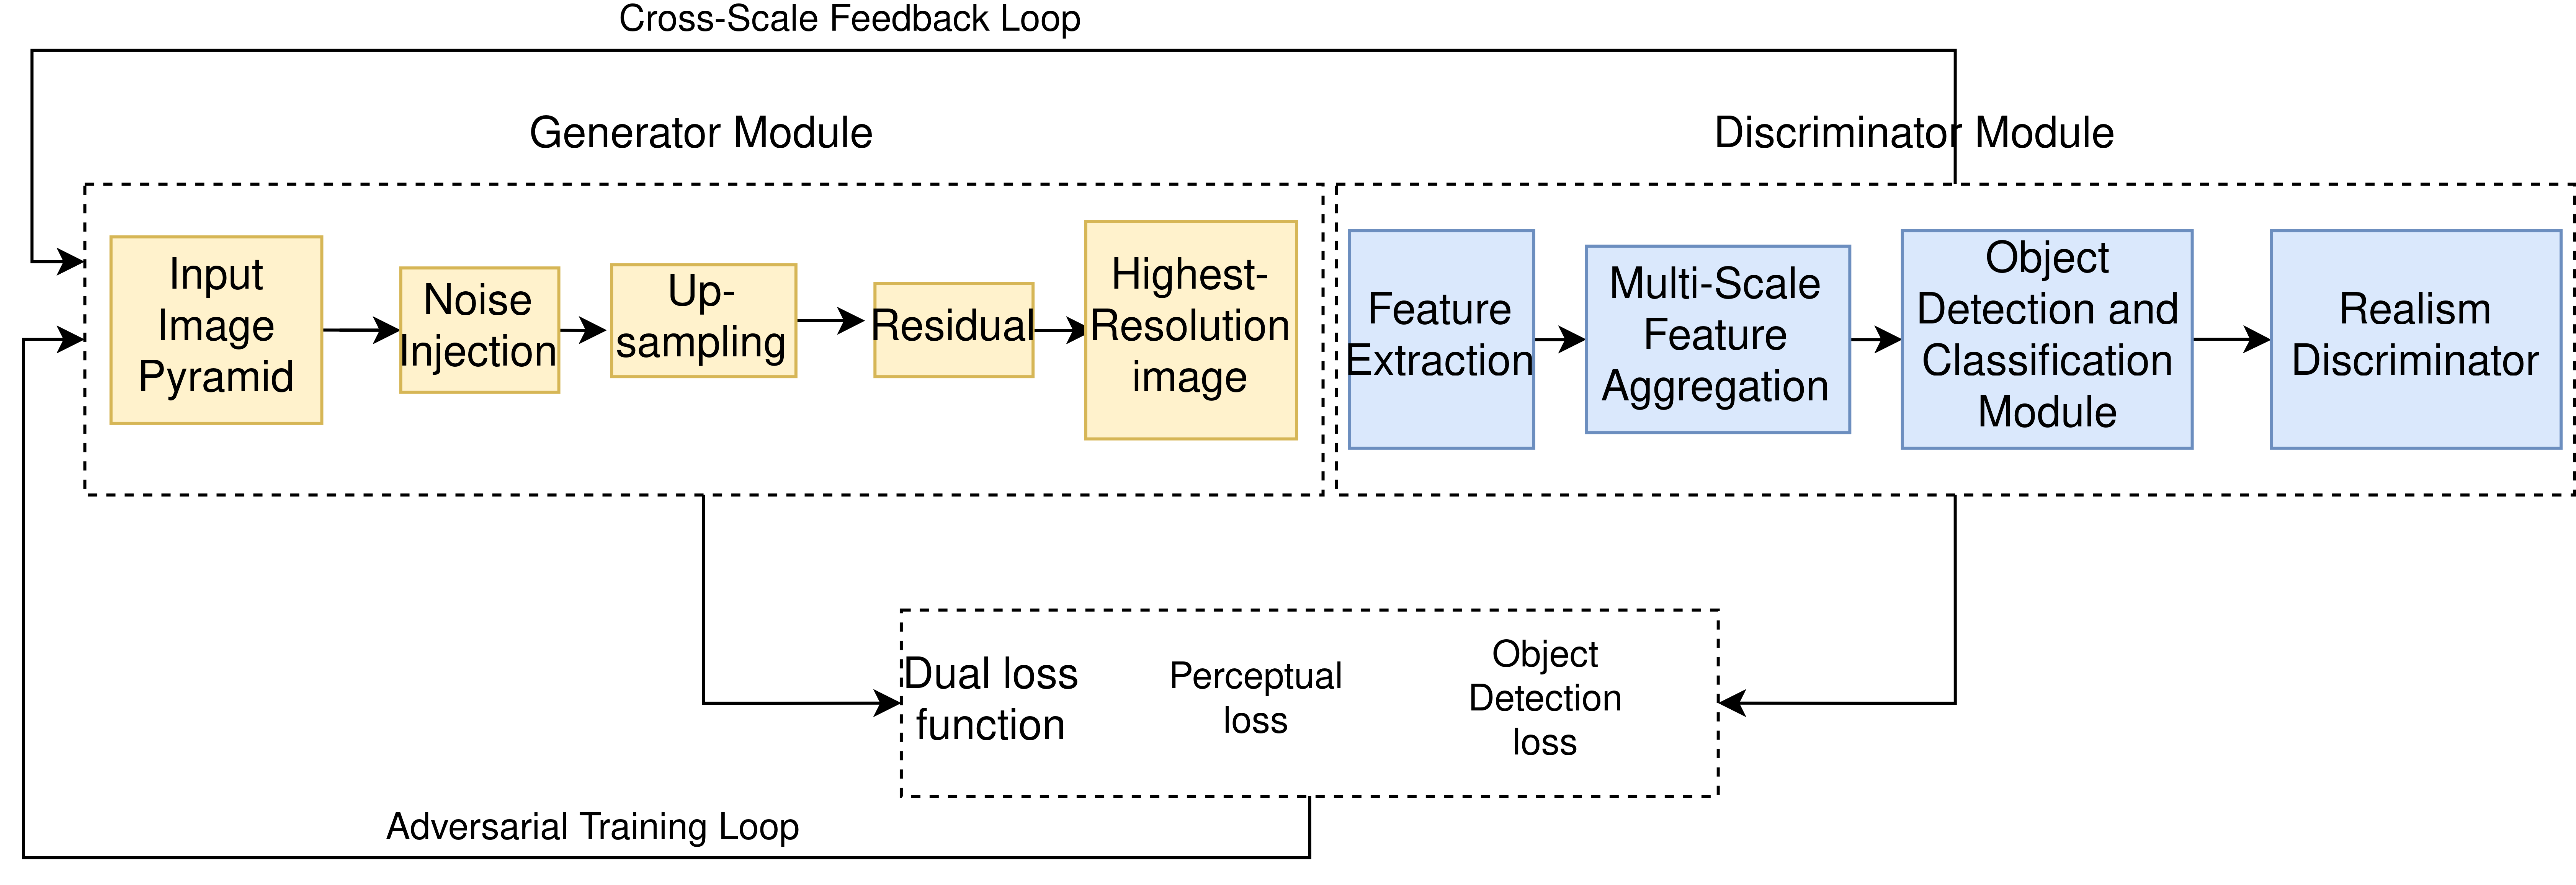 Cross-Scale Feedback Loop
Generator Module
Discriminator Module
Input
Image
Pyramid
Noise
Injection
Up-
sampling
Residual
Highest-
Resolution
image
Feature
Extraction
Multi-Scale
Feature
Aggregation
Object
Detection and
Classification
Module
Realism
Discriminator
Dual loss
function
Perceptual
loss
Object
Detection
loss
Adversarial Training Loop